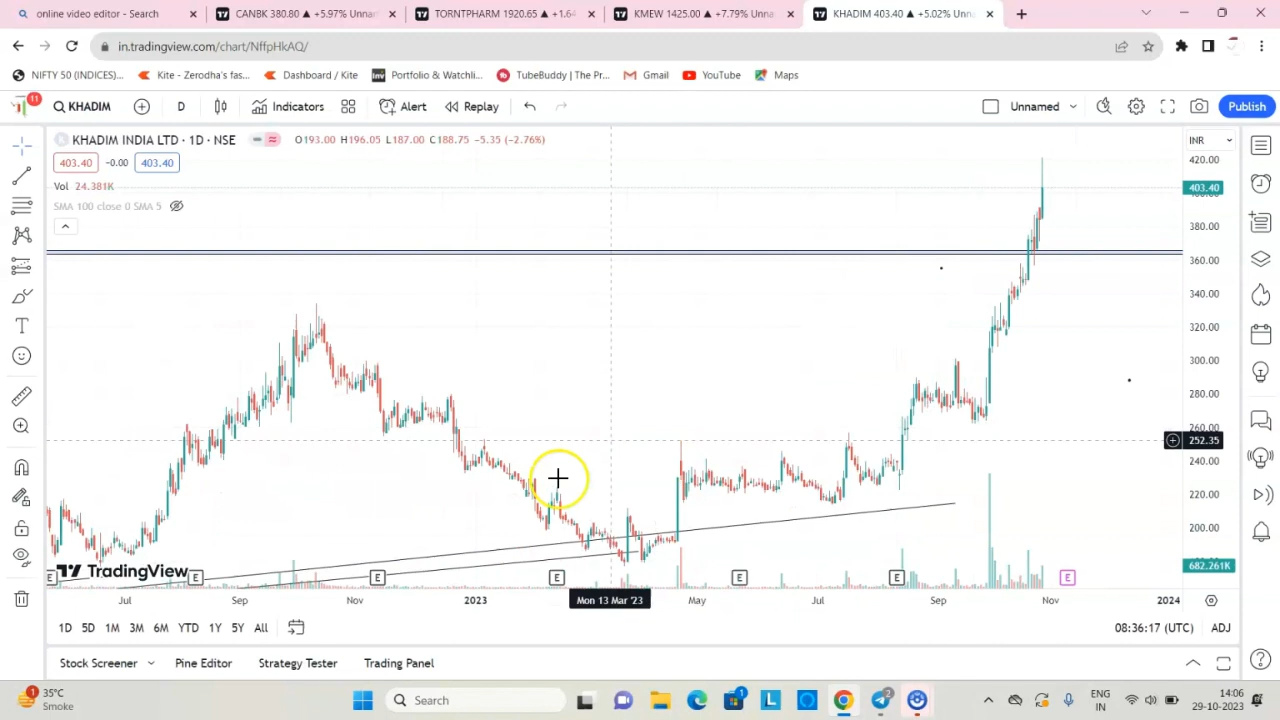 online video editor - Search
CANBK 380.80 ▲ +5.97% Unnar
TORNTPHARM 1920.65 ▲ +1.64
KMEW 1425.00 ▲ +7.79% Unna
KHADIM 403.40 ▲ +5.02% Unna
in.tradingview.com/chart/NffpHkAQ/
NIFTY 50 (INDICES)...
Kite - Zerodha's fas...
Dashboard / Kite
Inv Portfolio & Watchli...
TubeBuddy | The Pr...
Gmail
YouTube
Maps
11
KHADIM
D
Indicators
Alert
Replay
Unnamed
Publish
KHADIM INDIA LTD · 1D · NSE
O193.00 H196.05 L187.00 C188.75 -5.35 (-2.76%)
INR
403.40 -0.00 403.40
Vol 24.381K
SMA 100 close 0 SMA 5
420.00
403.40
380.00
360.00
340.00
320.00
300.00
280.00
252.35
240.00
220.00
200.00
682.261K
TradingView
E E E E E E E
Jul
Sep
Nov
2023
Mon 13 Mar '23
May
Jul
Sep
Nov
2024
1D 5D 1M 3M 6M YTD 1Y 5Y All
08:36:17 (UTC)
ADJ
Stock Screener
Pine Editor
Strategy Tester
Trading Panel
1
35°C
Smoke
Search
L
1
2
ENG
IN
14:06
29-10-2023